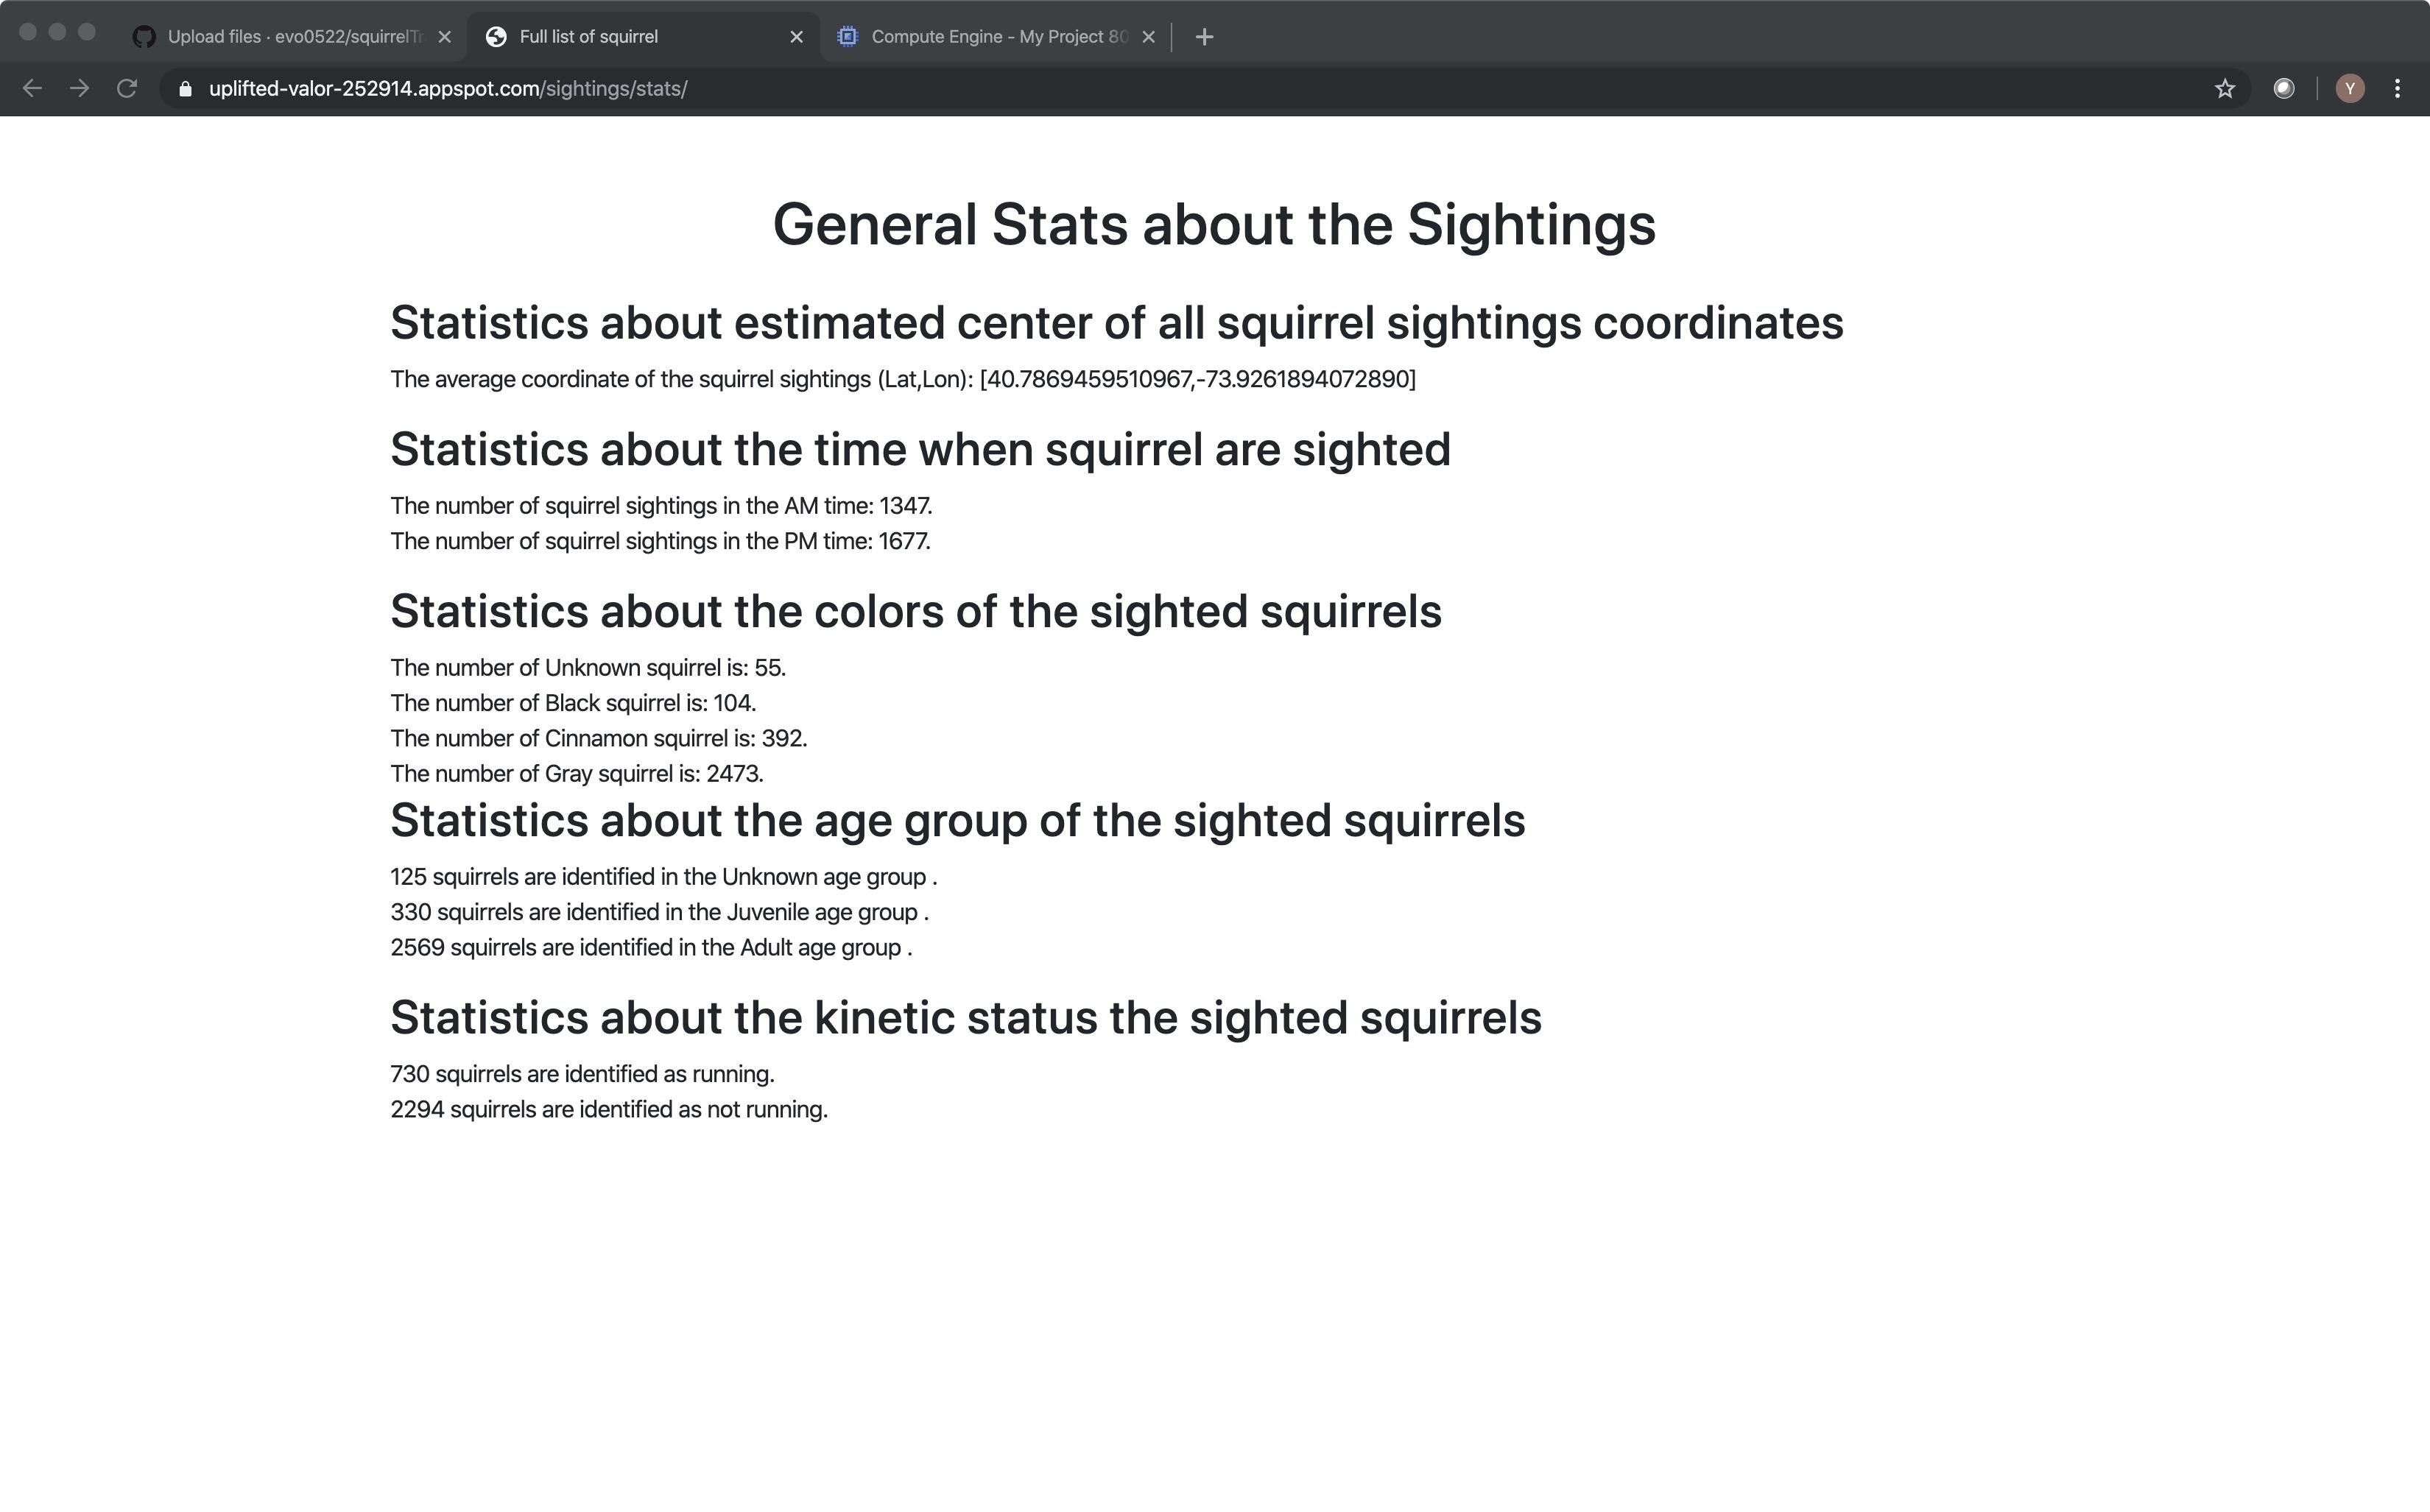 Upload files · evo0522/squirrelTr
Full list of squirrel
Compute Engine - My Project 80
uplifted-valor-252914.appspot.com/sightings/stats/
Y
General Stats about the Sightings
Statistics about estimated center of all squirrel sightings coordinates
The average coordinate of the squirrel sightings (Lat,Lon): [40.7869459510967,-73.9261894072890]
Statistics about the time when squirrel are sighted
The number of squirrel sightings in the AM time: 1347.
The number of squirrel sightings in the PM time: 1677.
Statistics about the colors of the sighted squirrels
The number of Unknown squirrel is: 55.
The number of Black squirrel is: 104.
The number of Cinnamon squirrel is: 392.
The number of Gray squirrel is: 2473.
Statistics about the age group of the sighted squirrels
125 squirrels are identified in the Unknown age group .
330 squirrels are identified in the Juvenile age group .
2569 squirrels are identified in the Adult age group .
Statistics about the kinetic status the sighted squirrels
730 squirrels are identified as running.
2294 squirrels are identified as not running.